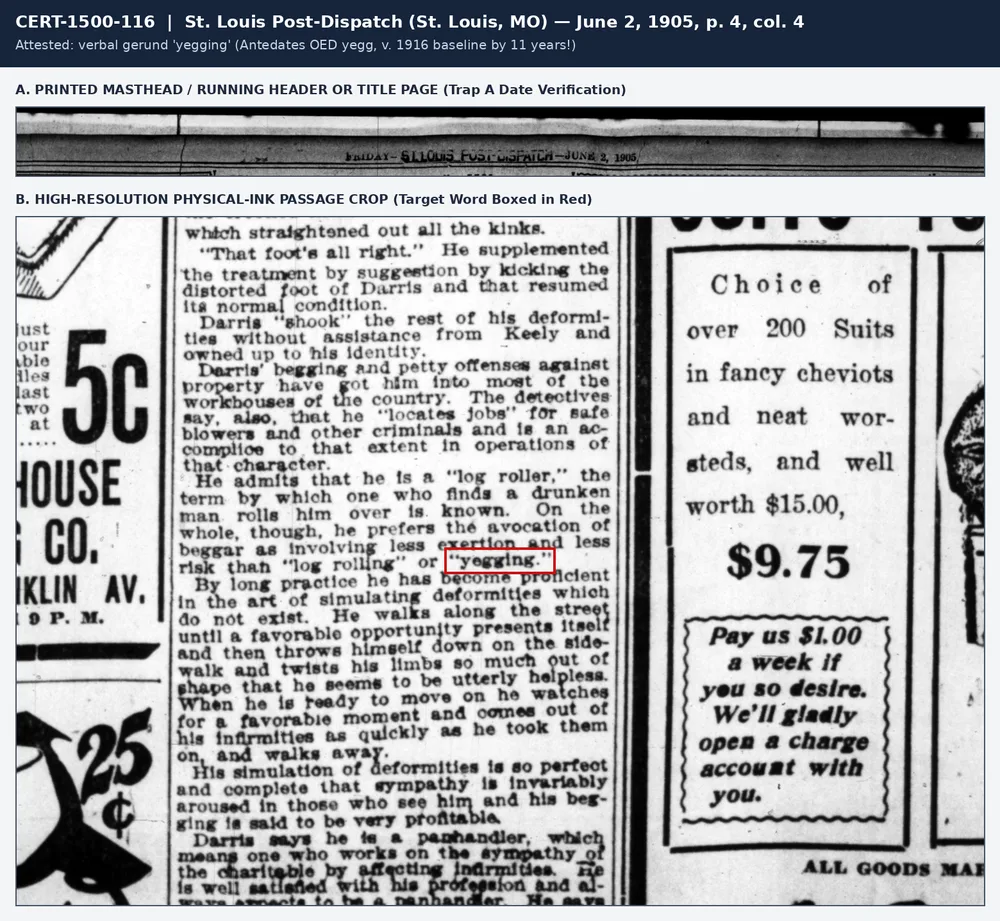 CERT-1500-116 | St. Louis Post-Dispatch (St. Louis, MO) — June 2, 1905, p. 4, col. 4
Attested: verbal gerund 'yegging' (Antedates OED yegg, v. 1916 baseline by 11 years!)
A. PRINTED MASTHEAD / RUNNING HEADER OR TITLE PAGE (Trap A Date Verification)
FRIDAY— ST. LOUIS POST-DISPATCH—JUNE 2, 1905,
B. HIGH-RESOLUTION PHYSICAL-INK PASSAGE CROP (Target Word Boxed in Red)
just
our
able
lles
last
two
at
.....
5c
HOUSE
CO.
KLIN AV.
9 P. M.
25
¢
which straightened out all the kinks.
"That foot's all right." He supplemented
the treatment by suggestion by kicking the
distorted foot of Darris and that resumed
its normal condition.
Darris "shook" the rest of his deformi-
ties without assistance from Keely and
owned up to his identity.
Darris' begging and petty offenses against
property have got him into most of the
workhouses of the country. The detectives
say, also, that he "locates jobs" for safe
blowers and other criminals and is an ac-
complice to that extent in operations of
that character.
He admits that he is a "log roller," the
term by which one who finds a drunken
man rolls him over is known. On the
whole, though, he prefers the avocation of
beggar as involving less exertion and less
risk than "log rolling" or "yegging."
By long practice he has become proficient
in the art of simulating deformities which
do not exist. He walks along the street
until a favorable opportunity presents itself
and then throws himself down on the side-
walk and twists his limbs so much out of
shape that he seems to be utterly helpless.
When he is ready to move on he watches
for a favorable moment and comes out of
his infirmities as quickly as he took them
on, and walks away.
His simulation of deformities is so perfect
and complete that sympathy is invariably
aroused in those who see him and his beg-
ging is said to be very profitable.
Darris says he is a panhandler, which
means one who works on the sympathy of
the charitable by affecting infirmities. He
is well satisfied with his profession and al-
ways expects to be a panhandler. He says
Choice of
over 200 Suits
in fancy cheviots
and neat wor-
steds, and well
worth $15.00,
$9.75
Pay us $1.00
a week if
you so desire.
We'll gladly
open a charge
account with
you.
ALL GOODS MAR